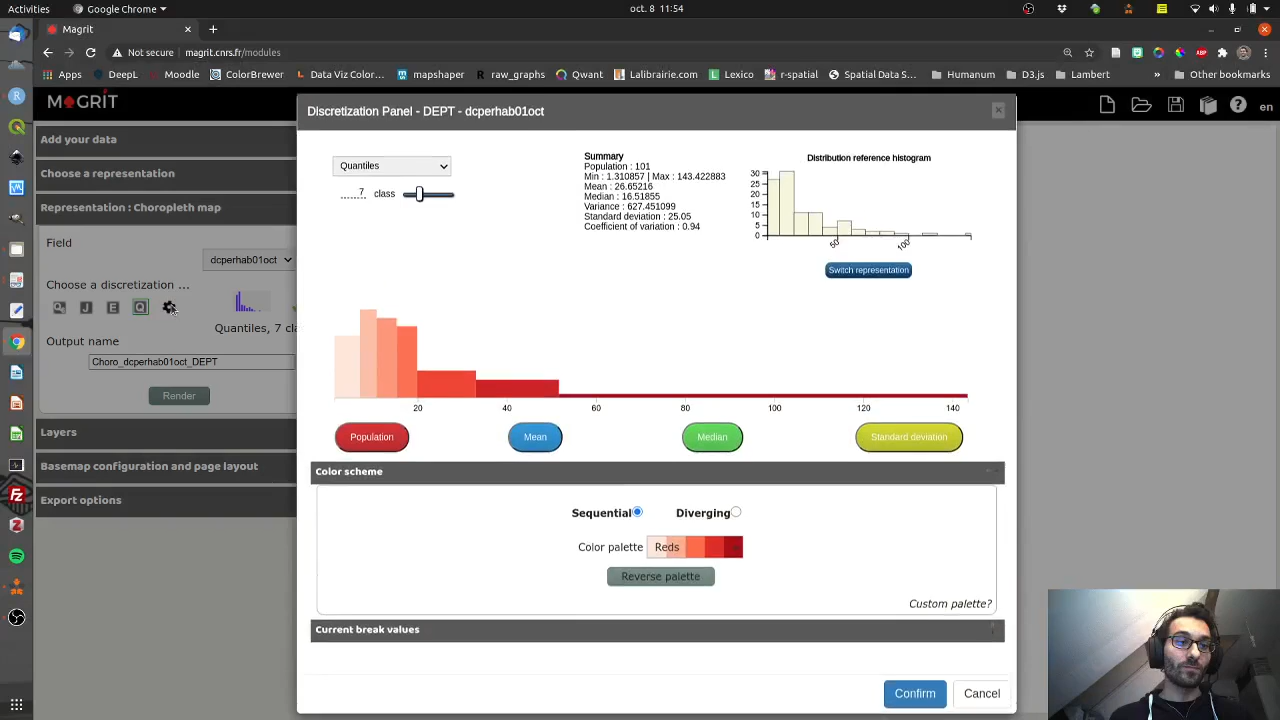 Activities
Google Chrome
oct. 8 11:54
Magrit
Not secure | magrit.cnrs.fr/modules
Apps
DeepL
Moodle
ColorBrewer
Data Viz Color…
mapshaper
raw_graphs
Qwant
Lalibrairie.com
Lexico
r-spatial
Spatial Data S…
Humanum
D3.js
Lambert
»
Other bookmarks
MAGRIT
en
Add your data
Choose a representation
Representation : Choropleth map
Field
dcperhab01oct
Choose a discretization ...
Quantiles, 7 cla
Output name
Choro_dcperhab01oct_DEPT
Render
Layers
Basemap configuration and page layout
Export options
Discretization Panel - DEPT - dcperhab01oct
Quantiles
7 class
Summary
Population : 101
Min : 1.310857 | Max : 143.422883
Mean : 26.65216
Median : 16.51855
Variance : 627.451099
Standard deviation : 25.05
Coefficient of variation : 0.94
Distribution reference histogram
30
25
20
15
10
5
0
50
100
Switch representation
20 40 60 80 100 120 140
Population
Mean
Median
Standard deviation
Color scheme
Sequential
Diverging
Color palette
Reds
Reverse palette
Custom palette?
Current break values
Confirm
Cancel